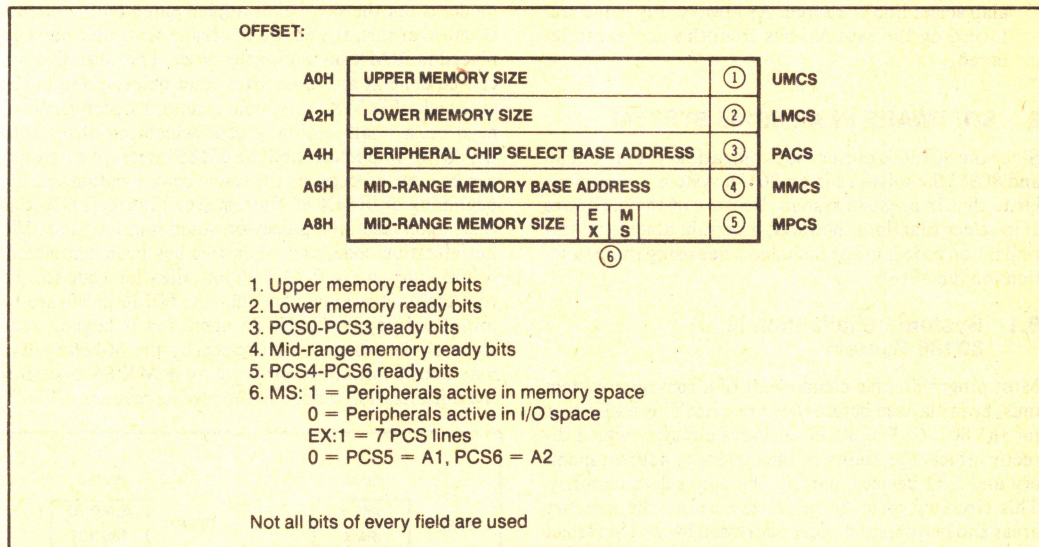 OFFSET:
A0H UPPER MEMORY SIZE 1 UMCS
A2H LOWER MEMORY SIZE 2 LMCS
A4H PERIPHERAL CHIP SELECT BASE ADDRESS 3 PACS
A6H MID-RANGE MEMORY BASE ADDRESS 4 MMCS
A8H MID-RANGE MEMORY SIZE EX MS 5 MPCS
6
1. Upper memory ready bits
2. Lower memory ready bits
3. PCS0-PCS3 ready bits
4. Mid-range memory ready bits
5. PCS4-PCS6 ready bits
6. MS: 1 = Peripherals active in memory space
0 = Peripherals active in I/O space
EX:1 = 7 PCS lines
0 = PCS5 = A1, PCS6 = A2
Not all bits of every field are used